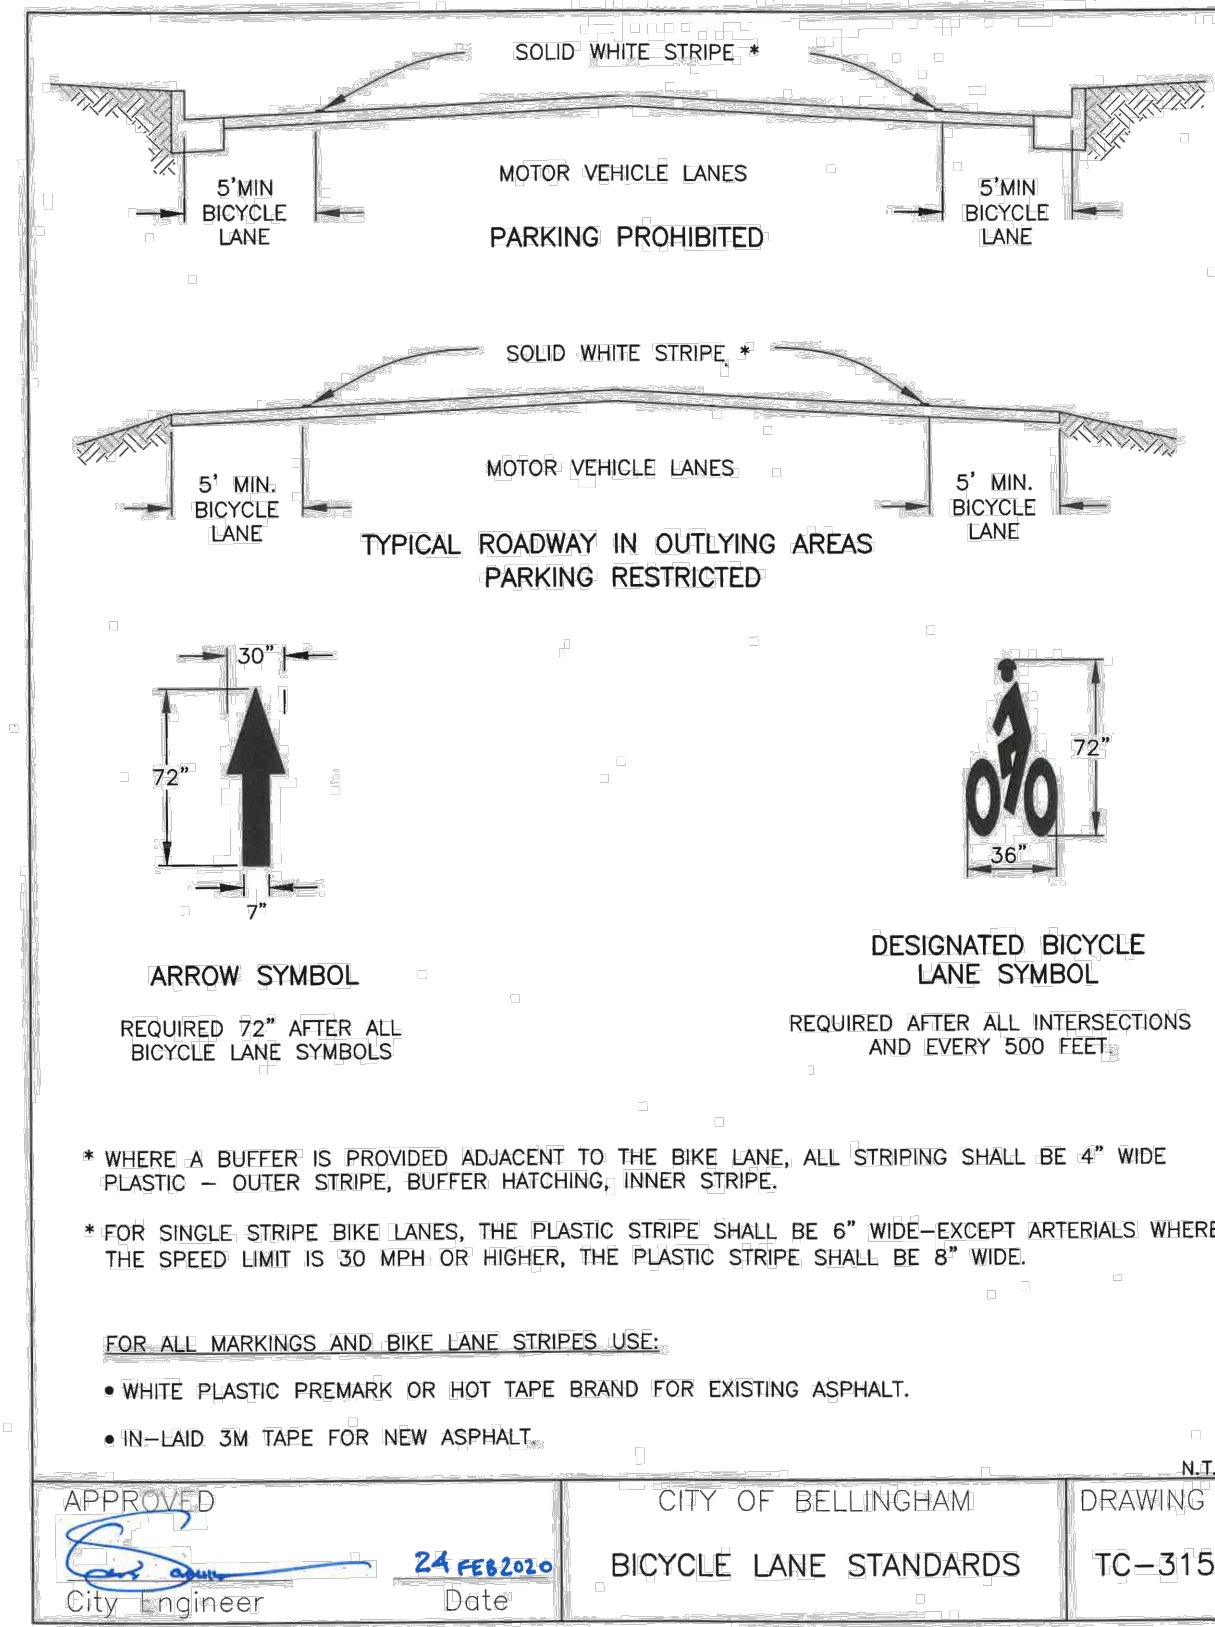 SOLID WHITE STRIPE *
MOTOR VEHICLE LANES
5'MIN
BICYCLE
LANE
5'MIN
BICYCLE
LANE
PARKING PROHIBITED
SOLID WHITE STRIPE *
MOTOR VEHICLE LANES
5' MIN.
BICYCLE
LANE
5' MIN.
BICYCLE
LANE
TYPICAL ROADWAY IN OUTLYING AREAS
PARKING RESTRICTED
30"
72"
7"
ARROW SYMBOL
REQUIRED 72" AFTER ALL
BICYCLE LANE SYMBOLS
72"
36"
DESIGNATED BICYCLE
LANE SYMBOL
REQUIRED AFTER ALL INTERSECTIONS
AND EVERY 500 FEET.
* WHERE A BUFFER IS PROVIDED ADJACENT TO THE BIKE LANE, ALL STRIPING SHALL BE 4" WIDE
PLASTIC – OUTER STRIPE, BUFFER HATCHING, INNER STRIPE.
* FOR SINGLE STRIPE BIKE LANES, THE PLASTIC STRIPE SHALL BE 6" WIDE–EXCEPT ARTERIALS WHERE
THE SPEED LIMIT IS 30 MPH OR HIGHER, THE PLASTIC STRIPE SHALL BE 8" WIDE.
FOR ALL MARKINGS AND BIKE LANE STRIPES USE:
• WHITE PLASTIC PREMARK OR HOT TAPE BRAND FOR EXISTING ASPHALT.
• IN–LAID 3M TAPE FOR NEW ASPHALT.
N.T.
APPROVED
24 FEB 2020
City Engineer
Date
CITY OF BELLINGHAM
BICYCLE LANE STANDARDS
DRAWING
TC–315